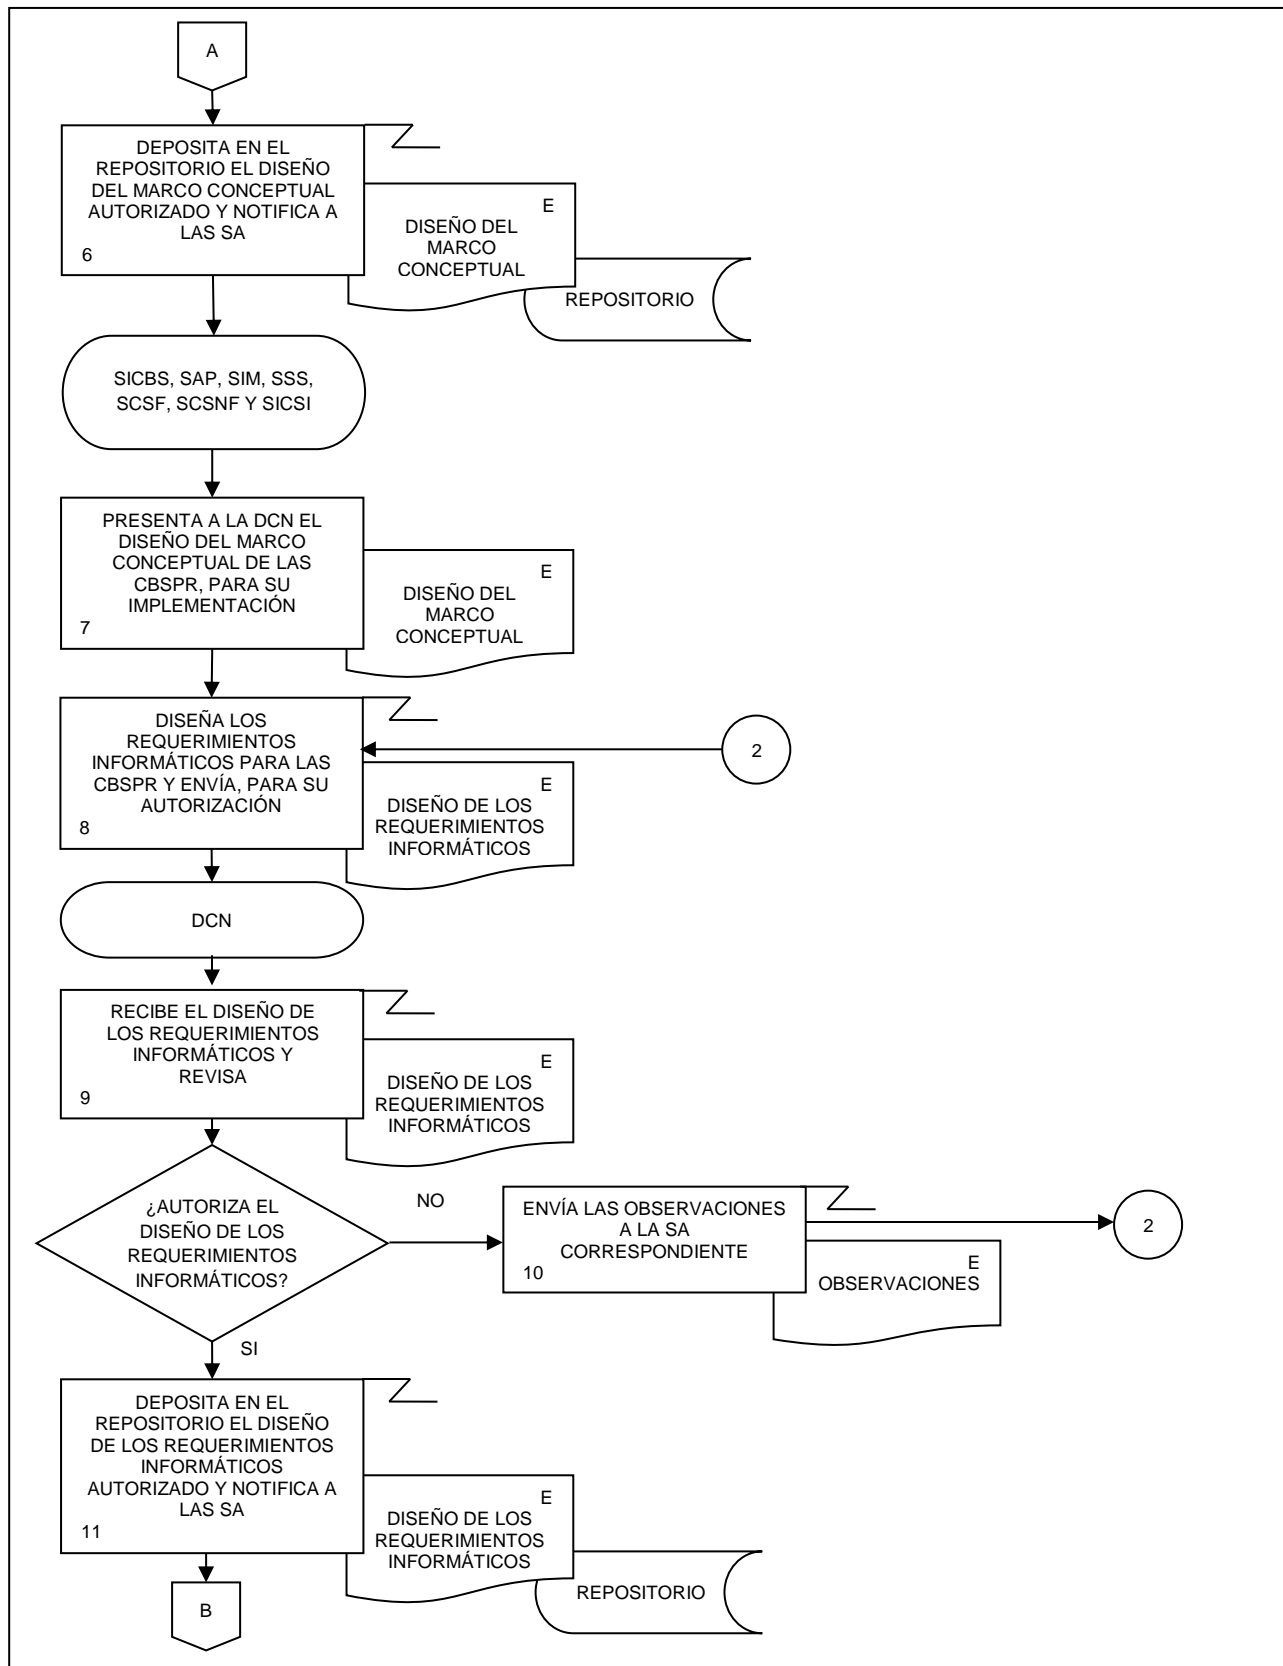 A
DEPOSITA EN EL
REPOSITORIO EL DISEÑO
DEL MARCO CONCEPTUAL
AUTORIZADO Y NOTIFICA A
LAS SA
6
E
DISEÑO DEL
MARCO
CONCEPTUAL
REPOSITORIO
SICBS, SAP, SIM, SSS,
SCSF, SCSNF Y SICSI
PRESENTA A LA DCN EL
DISEÑO DEL MARCO
CONCEPTUAL DE LAS
CBSPR, PARA SU
IMPLEMENTACIÓN
7
E
DISEÑO DEL
MARCO
CONCEPTUAL
DISEÑA LOS
REQUERIMIENTOS
INFORMÁTICOS PARA LAS
CBSPR Y ENVÍA, PARA SU
AUTORIZACIÓN
8
2
E
DISEÑO DE LOS
REQUERIMIENTOS
INFORMÁTICOS
DCN
RECIBE EL DISEÑO DE
LOS REQUERIMIENTOS
INFORMÁTICOS Y
REVISA
9
E
DISEÑO DE LOS
REQUERIMIENTOS
INFORMÁTICOS
¿AUTORIZA EL
DISEÑO DE LOS
REQUERIMIENTOS
INFORMÁTICOS?
NO
ENVÍA LAS OBSERVACIONES
A LA SA
CORRESPONDIENTE
10
2
E
OBSERVACIONES
SI
DEPOSITA EN EL
REPOSITORIO EL DISEÑO
DE LOS REQUERIMIENTOS
INFORMÁTICOS
AUTORIZADO Y NOTIFICA A
LAS SA
11
E
DISEÑO DE LOS
REQUERIMIENTOS
INFORMÁTICOS
REPOSITORIO
B